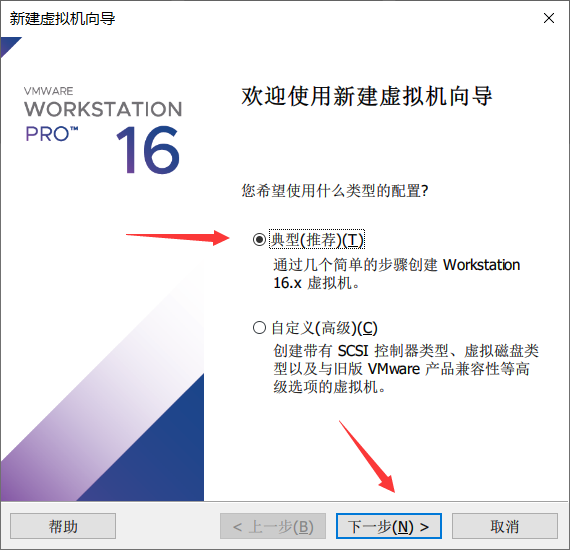 新建虚拟机向导
VMWARE
WORKSTATION
PRO™ 16
欢迎使用新建虚拟机向导
您希望使用什么类型的配置?
典型(推荐)(T)
通过几个简单的步骤创建 Workstation
16.x 虚拟机。
自定义(高级)(C)
创建带有 SCSI 控制器类型、虚拟磁盘类
型以及与旧版 VMware 产品兼容性等高
级选项的虚拟机。
帮助
< 上一步(B)
下一步(N) >
取消